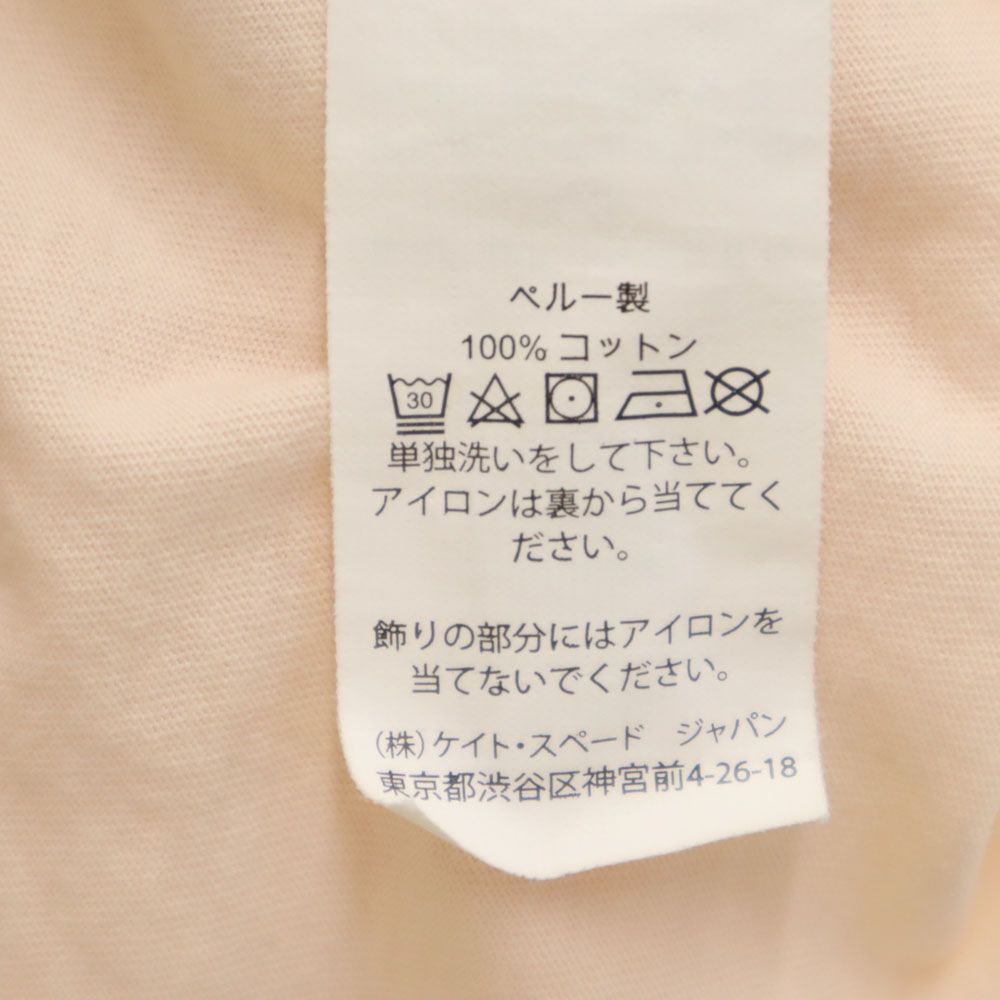 ペルー製
100% コットン
30
単独洗いをして下さい。
アイロンは裏から当ててく
ださい。
飾りの部分にはアイロンを
当てないでください。
(株)ケイト・スペード ジャパン
東京都渋谷区神宮前4-26-18